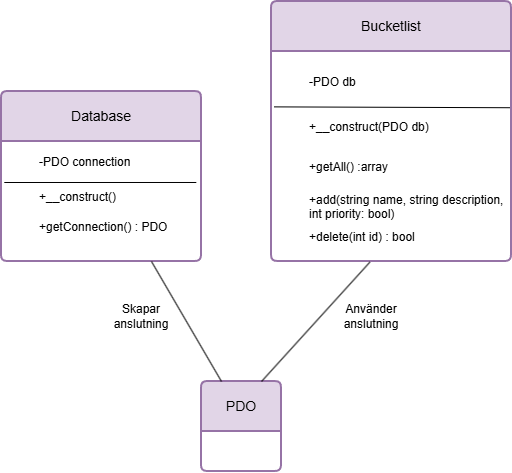 Bucketlist
-PDO db
+__construct(PDO db)
+getAll() :array
+add(string name, string description,
int priority: bool)
+delete(int id) : bool
Database
-PDO connection
+__construct()
+getConnection() : PDO
Skapar
anslutning
Använder
anslutning
PDO